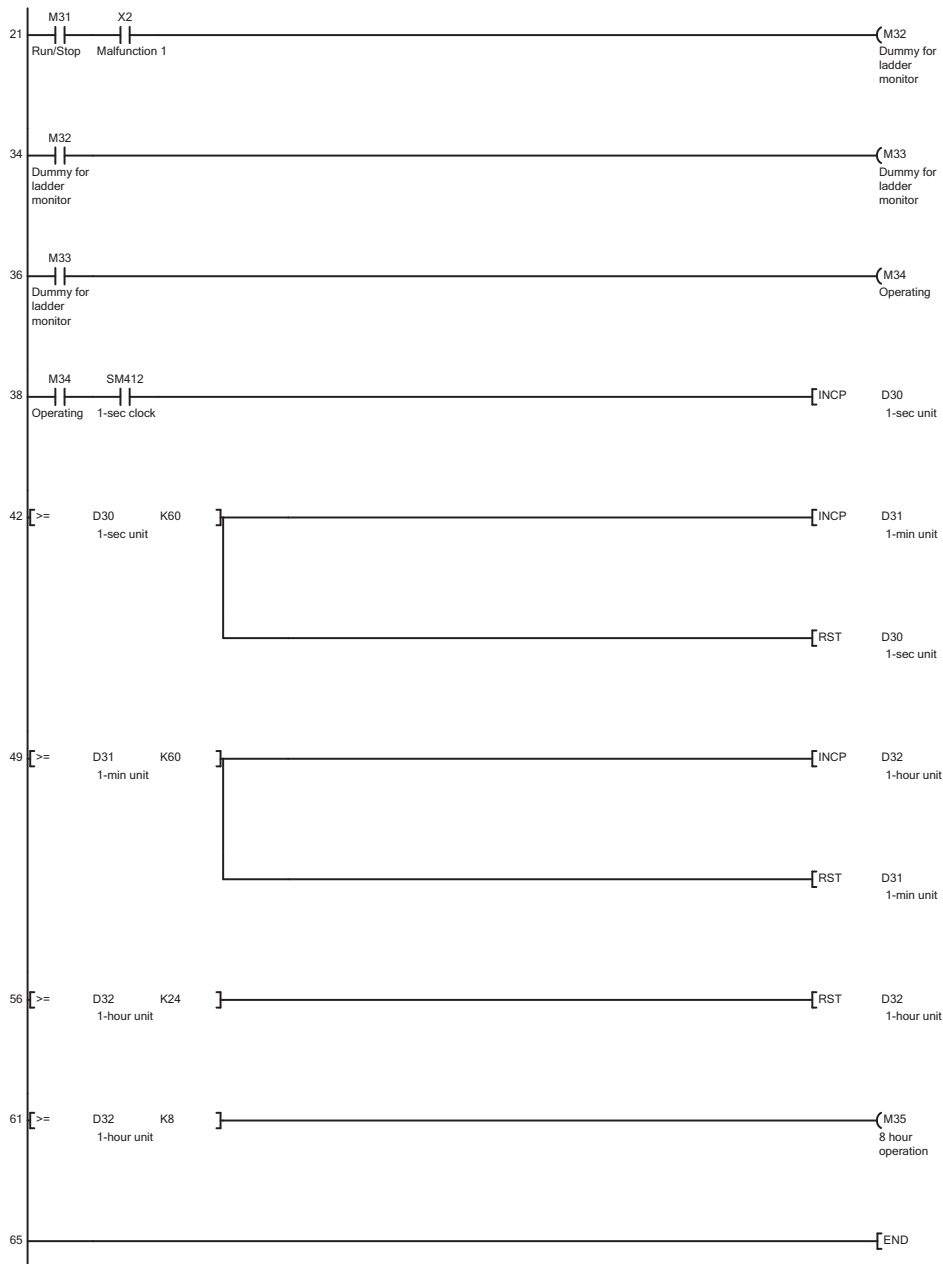 M31 X2
21 M32
Run/Stop Malfunction 1 Dummy for
ladder
monitor
M32
34 M33
Dummy for Dummy for
ladder ladder
monitor monitor
M33
36 M34
Dummy for Operating
ladder
monitor
M34 SM412
38 INCP D30
Operating 1-sec clock 1-sec unit
42 >= D30 K60 INCP D31
1-sec unit 1-min unit
RST D30
1-sec unit
49 >= D31 K60 INCP D32
1-min unit 1-hour unit
RST D31
1-min unit
56 >= D32 K24 RST D32
1-hour unit 1-hour unit
61 >= D32 K8 M35
1-hour unit 8 hour
operation
65 END